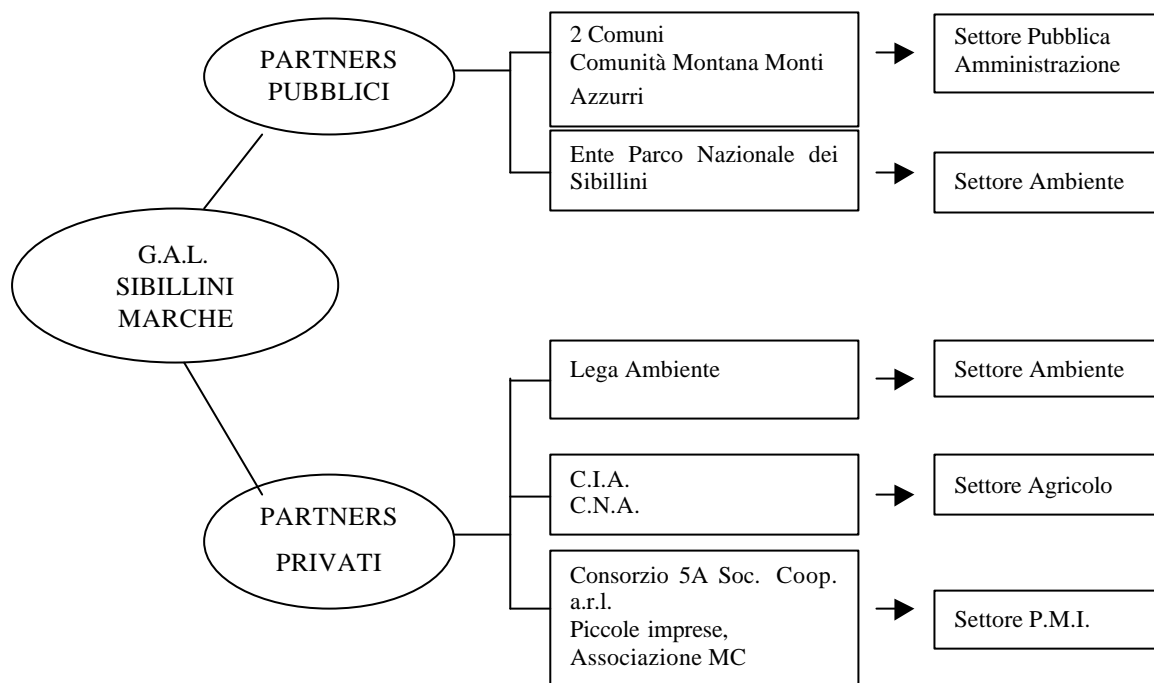 PARTNERS
PUBBLICI
2 Comuni
Comunità Montana Monti
Azzurri
Settore Pubblica
Amministrazione
Ente Parco Nazionale dei
Sibillini
Settore Ambiente
G.A.L.
SIBILLINI
MARCHE
Lega Ambiente
Settore Ambiente
C.I.A.
C.N.A.
Settore Agricolo
PARTNERS
PRIVATI
Consorzio 5A Soc. Coop.
a.r.l.
Piccole imprese,
Associazione MC
Settore P.M.I.